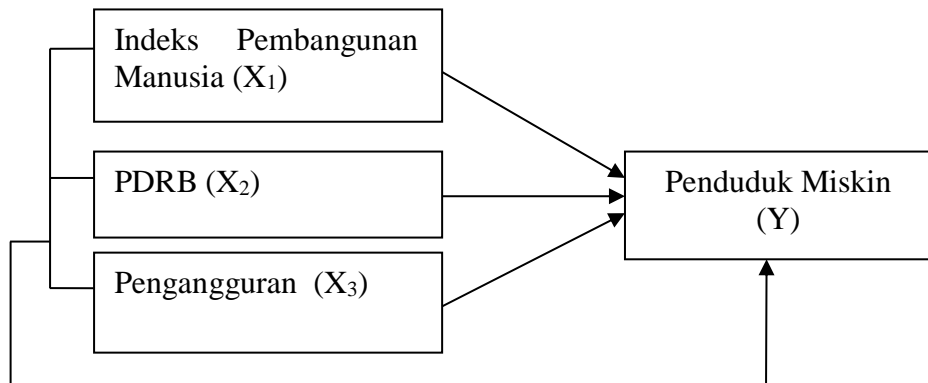 Indeks Pembangunan
Manusia (X₁)
PDRB (X₂)
Pengangguran (X₃)
Penduduk Miskin
(Y)